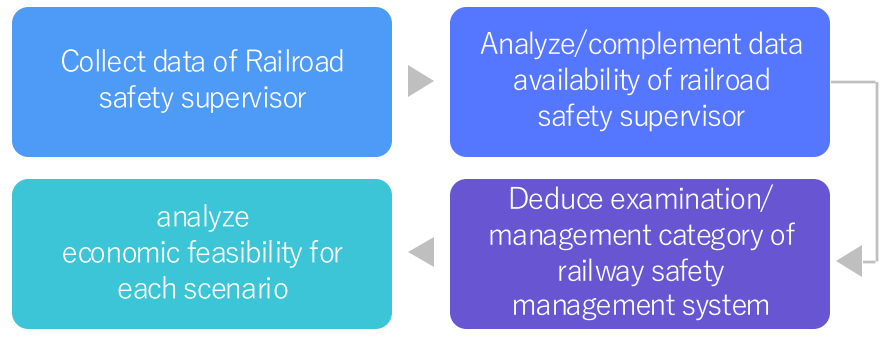 Collect data of Railroad
safety supervisor
Analyze/complement data
availability of railroad
safety supervisor
Deduce examination/
management category of
railway safety
management system
analyze
economic feasibility for
each scenario